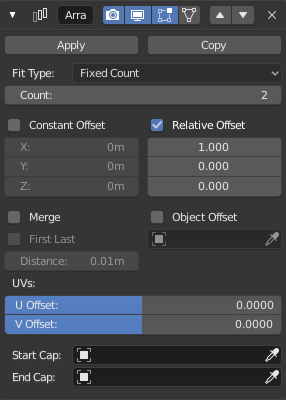 Arra
Apply Copy
Fit Type: Fixed Count
Count: 2
Constant Offset Relative Offset
X: 0m 1.000
Y: 0m 0.000
Z: 0m 0.000
Merge Object Offset
First Last
Distance: 0.01m
UVs:
U Offset: 0.0000
V Offset: 0.0000
Start Cap:
End Cap: